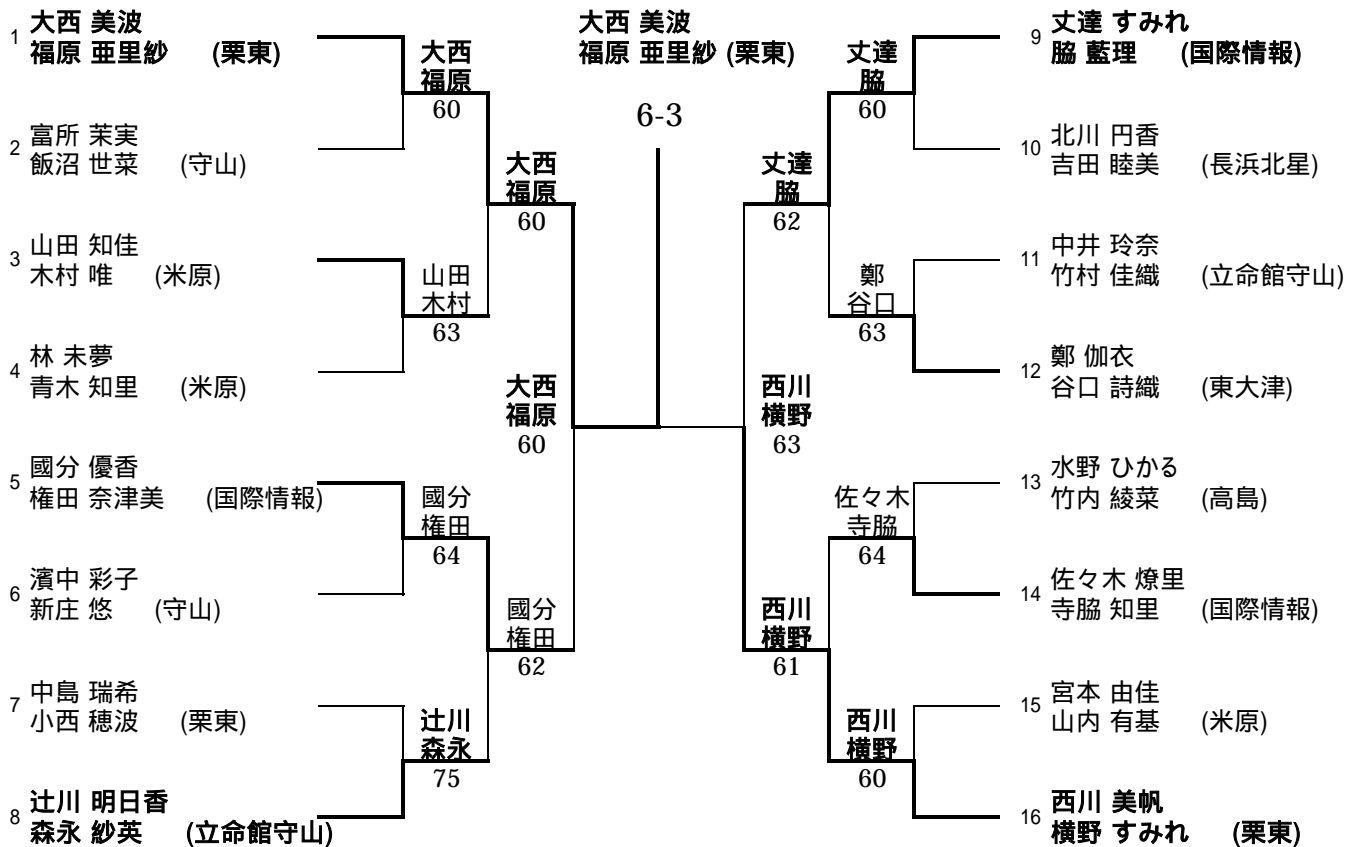 1 大西 美波
福原 亜里紗 (栗東)
2 富所 茉実
飯沼 世菜 (守山)
3 山田 知佳
木村 唯 (米原)
4 林 未夢
青木 知里 (米原)
5 國分 優香
権田 奈津美 (国際情報)
6 濱中 彩子
新庄 悠 (守山)
7 中島 瑞希
小西 穂波 (栗東)
8 辻川 明日香
森永 紗英 (立命館守山)
大西
福原
60
山田
木村
63
國分
権田
64
辻川
森永
75
大西
福原
60
國分
権田
62
大西
福原
60
大西 美波
福原 亜里紗 (栗東)
6-3
西川
横野
63
丈達
脇
62
西川
横野
61
丈達
脇
60
鄭
谷口
63
佐々木
寺脇
64
西川
横野
60
9 丈達 すみれ
脇 藍理 (国際情報)
10 北川 円香
吉田 睦美 (長浜北星)
11 中井 玲奈
竹村 佳織 (立命館守山)
12 鄭 伽衣
谷口 詩織 (東大津)
13 水野 ひかる
竹内 綾菜 (高島)
14 佐々木 燎里
寺脇 知里 (国際情報)
15 宮本 由佳
山内 有基 (米原)
16 西川 美帆
横野 すみれ (栗東)